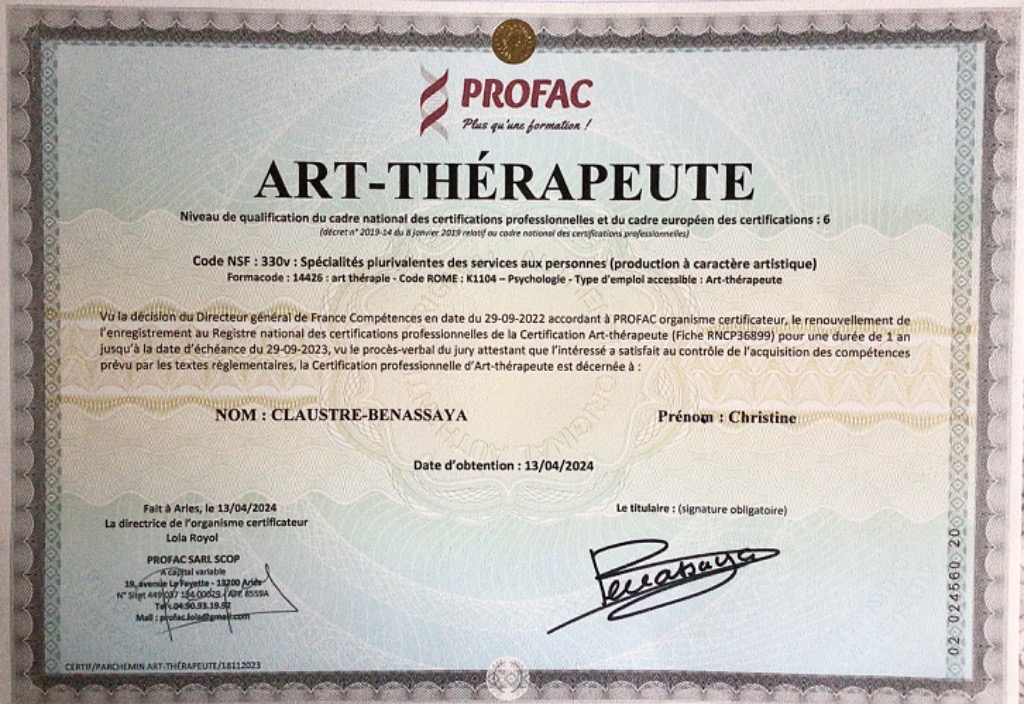 PROFAC
Plus qu'une formation !
ART-THÉRAPEUTE
Niveau de qualification du cadre national des certifications professionnelles et du cadre européen des certifications : 6
(décret n° 2019-14 du 8 janvier 2019 relatif au cadre national des certifications professionnelles)
Code NSF : 330v : Spécialités plurivalentes des services aux personnes (production à caractère artistique)
Formacode : 14426 : art thérapie - Code ROME : K1104 – Psychologie - Type d'emploi accessible : Art-thérapeute
Vu la décision du Directeur général de France Compétences en date du 29-09-2022 accordant à PROFAC organisme certificateur, le renouvellement de
l'enregistrement au Registre national des certifications professionnelles de la Certification Art-thérapeute (Fiche RNCP36899) pour une durée de 1 an
jusqu'à la date d'échéance du 29-09-2023, vu le procès-verbal du jury attestant que l'intéressé a satisfait au contrôle de l'acquisition des compétences
prévu par les textes règlementaires, la Certification professionnelle d'Art-thérapeute est décernée à :
NOM : CLAUSTRE-BENASSAYA Prénom : Christine
Date d'obtention : 13/04/2024
Fait à Arles, le 13/04/2024
La directrice de l'organisme certificateur
Lola Royol
PROFAC SARL SCOP
A capital variable
19, avenue La Fayette - 13200 Arles
N° Siret 449 037 184 00029 - APE 8559A
Tel : 04.90.93.19.92
Mail : profac.lola@gmail.com
Le titulaire : (signature obligatoire)
Benassaya
02 024560 20
CERTIF/PARCHEMIN ART-THÉRAPEUTE/18112023